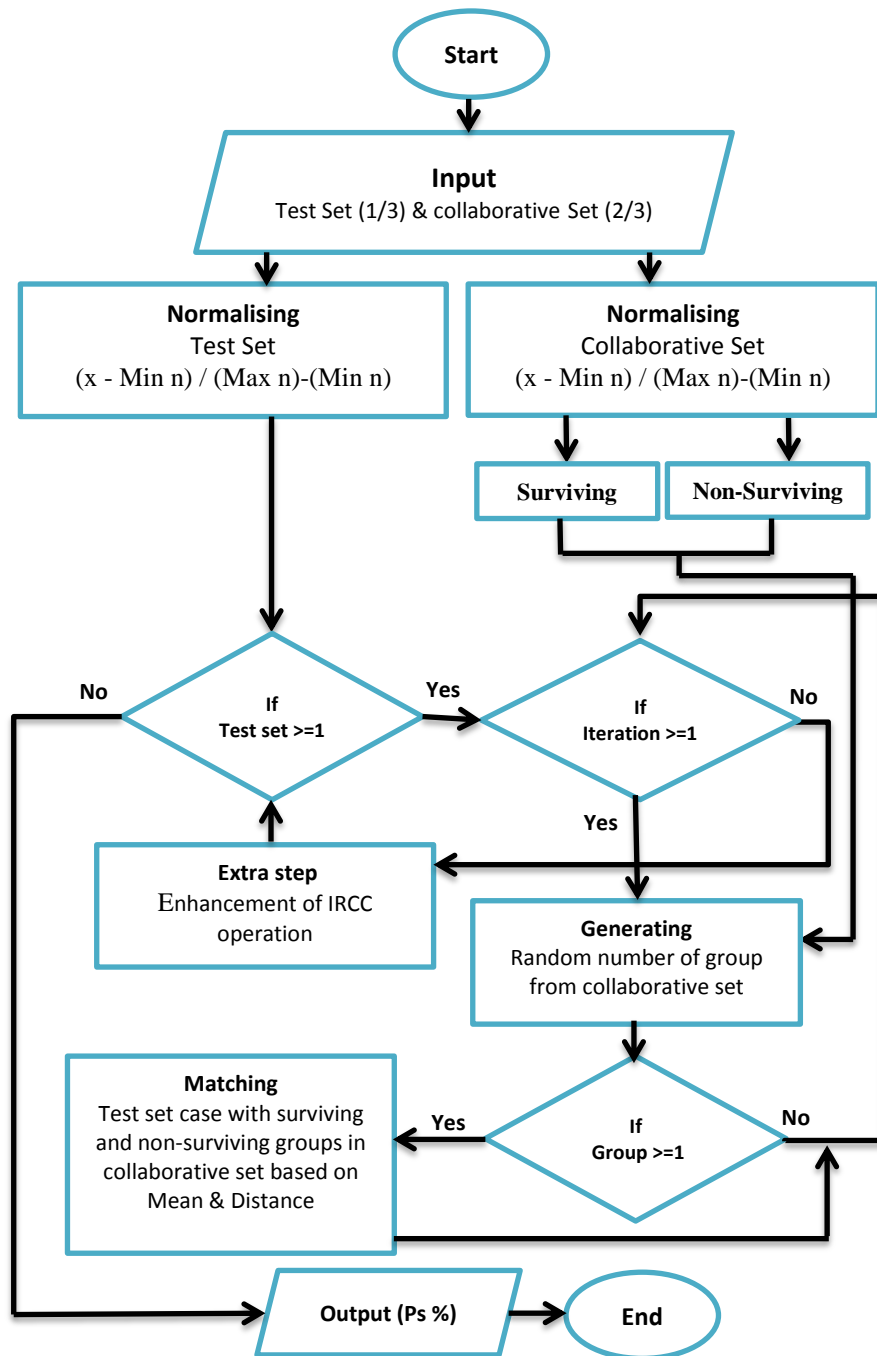 Start
Input
Test Set (1/3) & collaborative Set (2/3)
Normalising
Test Set
(x - Min n) / (Max n)-(Min n)
Normalising
Collaborative Set
(x - Min n) / (Max n)-(Min n)
Surviving
Non-Surviving
No
If
Test set >=1
Yes
If
Iteration >=1
No
Yes
Extra step
Enhancement of IRCC
operation
Generating
Random number of group
from collaborative set
Matching
Test set case with surviving
and non-surviving groups in
collaborative set based on
Mean & Distance
Yes
If
Group >=1
No
Output (Ps %)
End